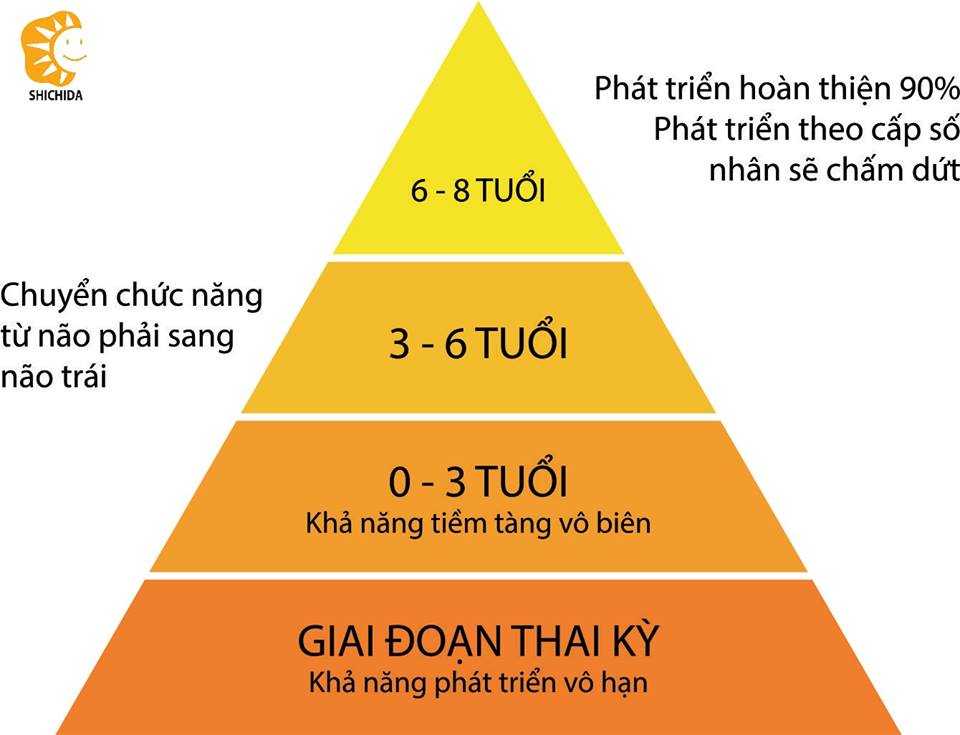 SHICHIDA
Phát triển hoàn thiện 90%
Phát triển theo cấp số
nhân sẽ chấm dứt
6 - 8 TUỔI
Chuyển chức năng
từ não phải sang
não trái
3 - 6 TUỔI
0 - 3 TUỔI
Khả năng tiềm tàng vô biên
GIAI ĐOẠN THAI KỲ
Khả năng phát triển vô hạn